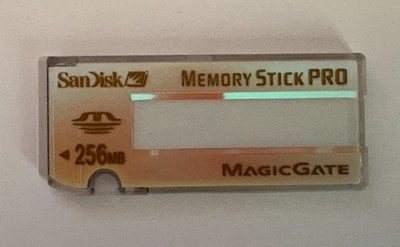 SanDisk MEMORY STICK PRO
256MB
MAGICGATE